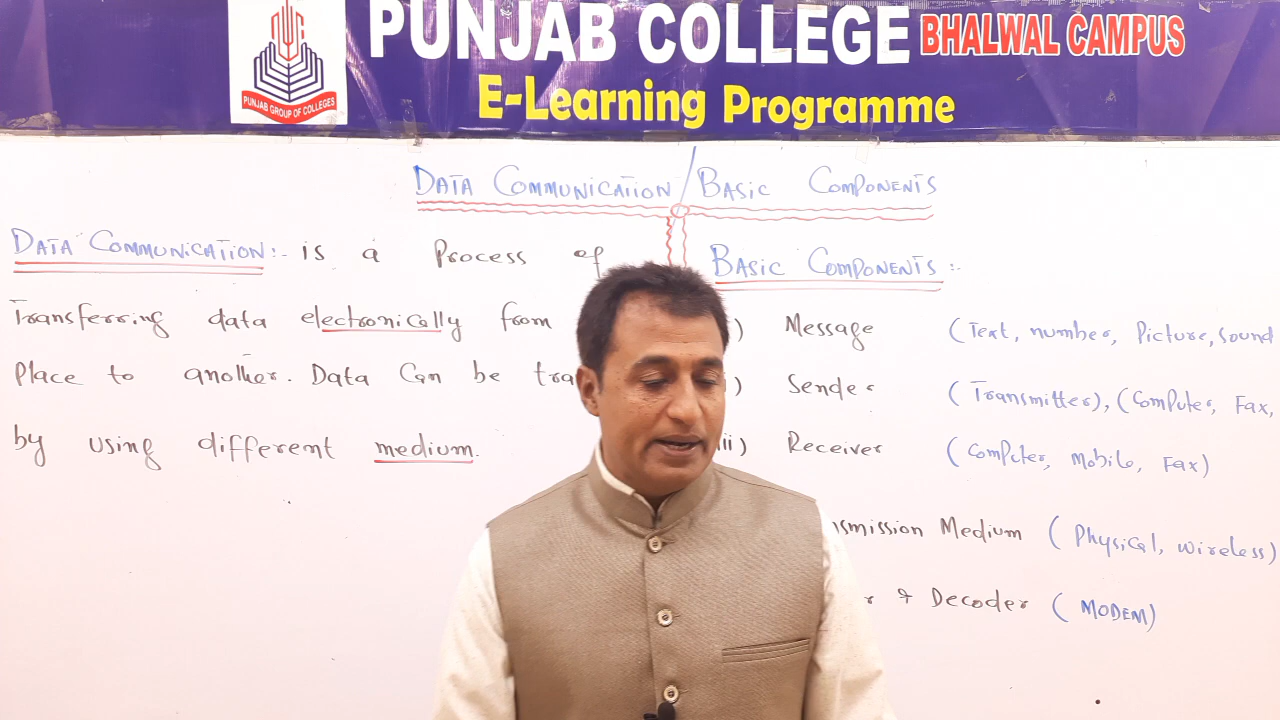 PUNJAB COLLEGE BHALWAL CAMPUS
E-Learning Programme
PUNJAB GROUP OF COLLEGES
DATA COMMUNICATION / BASIC COMPONENTS
DATA COMMUNICATION:- is a Process of
Transferring data electronically from
Place to another. Data Can be
by using different medium.
BASIC COMPONENTS:-
) Message (Text, number, Picture, sound
) Sender (Transmitter), (Computer, Fax,
iii) Receiver (Computer, Mobile, Fax)
Medium (Physical, wireless)
& Decoder (MODEM)